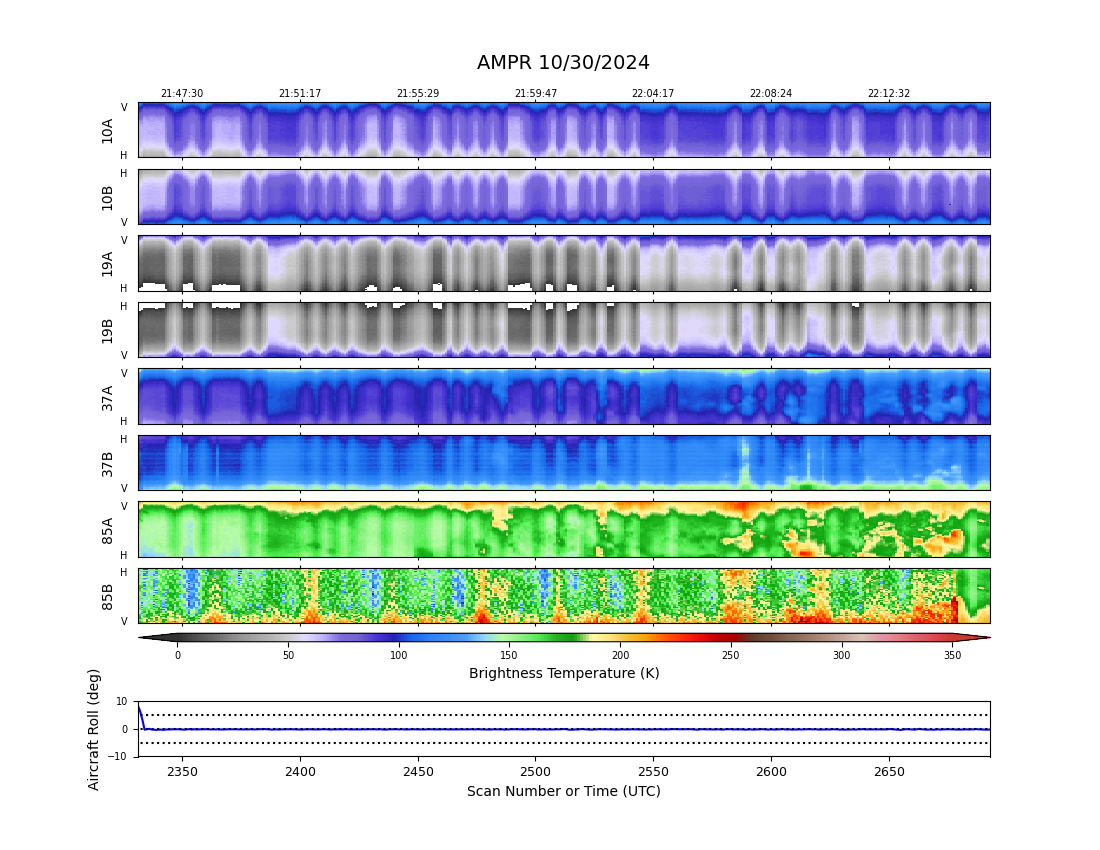 AMPR 10/30/2024
21:47:30 21:51:17 21:55:29 21:59:47 22:04:17 22:08:24 22:12:32
V
10A
H
H
10B
V
V
19A
H
H
19B
V
V
37A
H
H
37B
V
V
85A
H
H
85B
V
0 50 100 150 200 250 300 350
Brightness Temperature (K)
Aircraft Roll (deg)
10
0
−10
2350 2400 2450 2500 2550 2600 2650
Scan Number or Time (UTC)